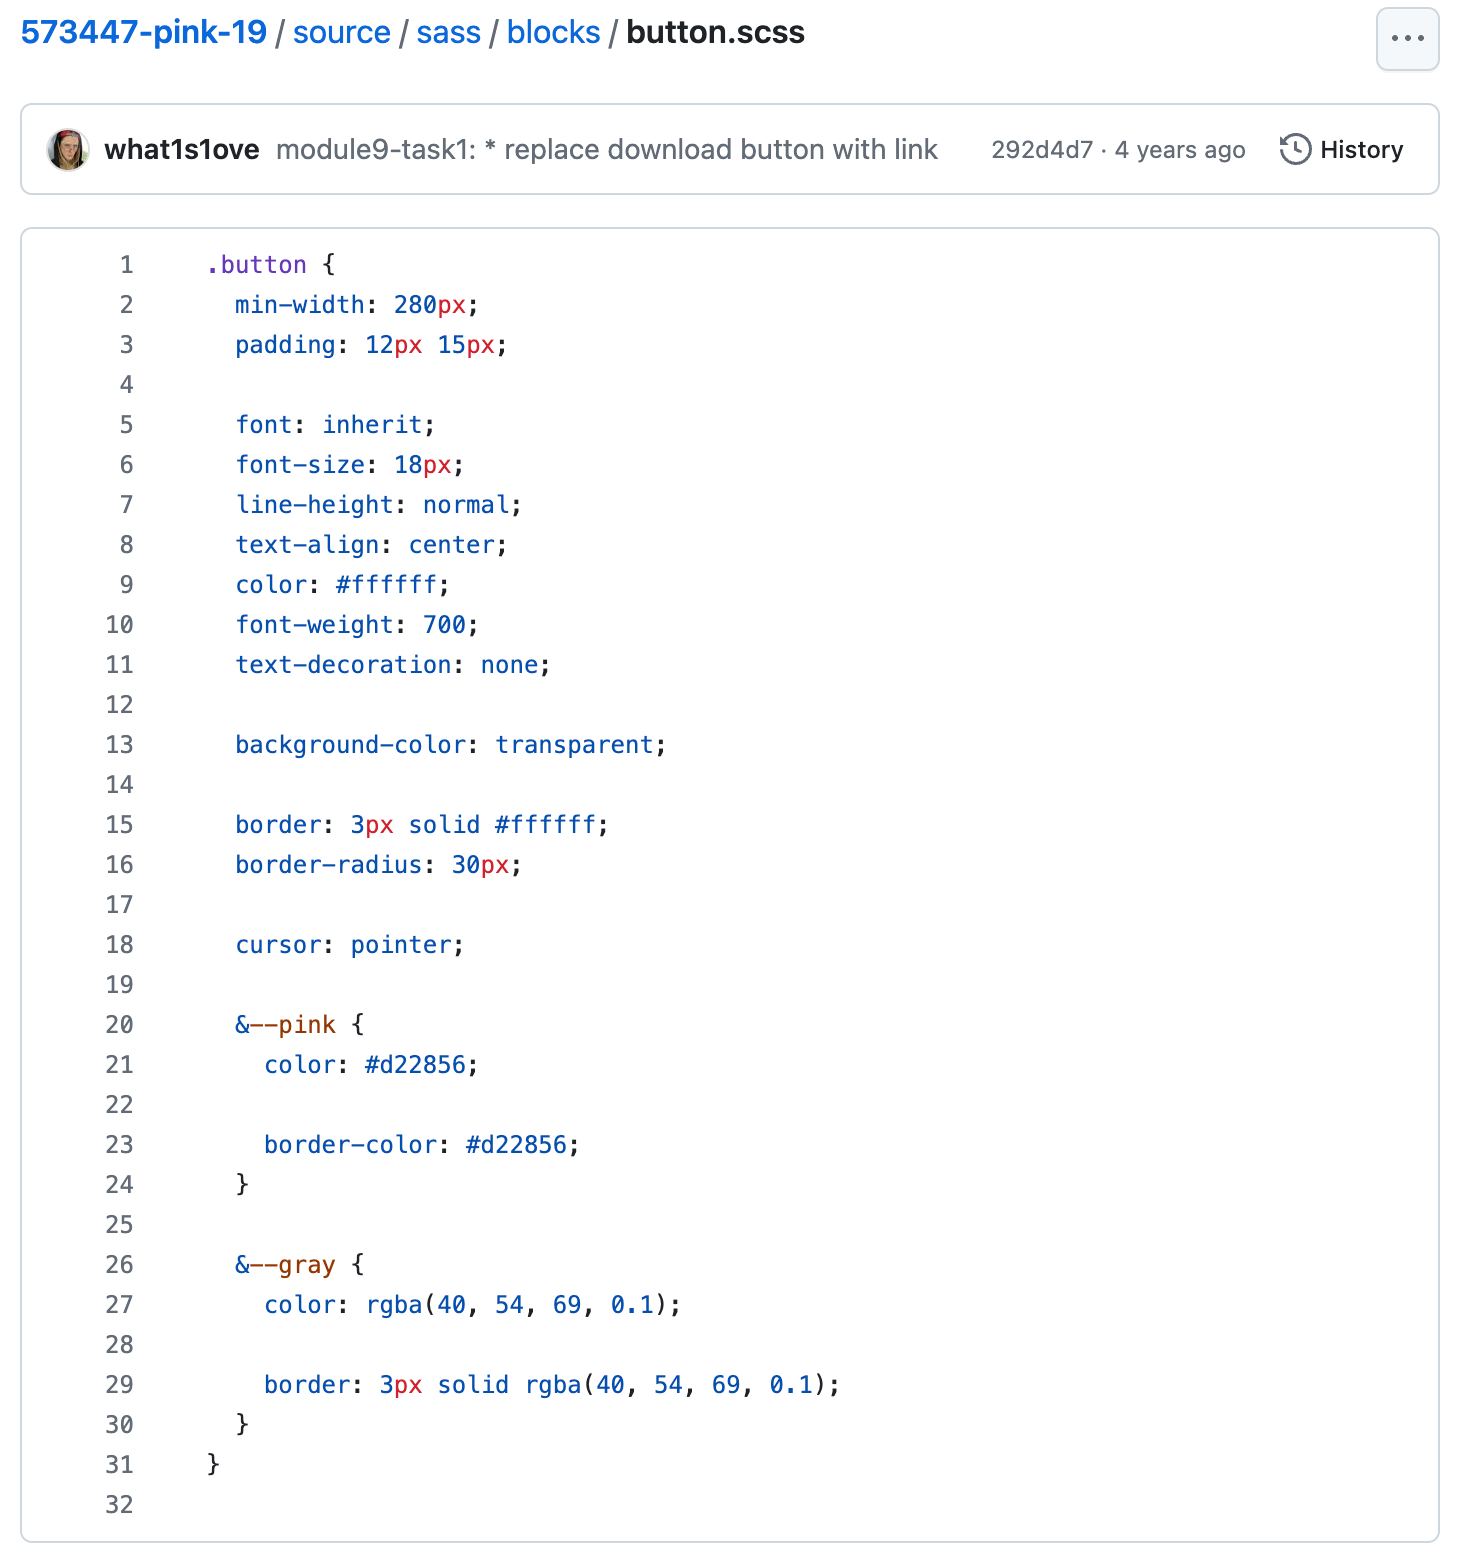 573447-pink-19 / source / sass / blocks / button.scss
what1s1ove module9-task1: * replace download button with link 292d4d7 · 4 years ago History
1 .button {
2   min-width: 280px;
3   padding: 12px 15px;
4
5   font: inherit;
6   font-size: 18px;
7   line-height: normal;
8   text-align: center;
9   color: #ffffff;
10   font-weight: 700;
11   text-decoration: none;
12
13   background-color: transparent;
14
15   border: 3px solid #ffffff;
16   border-radius: 30px;
17
18   cursor: pointer;
19
20   &--pink {
21     color: #d22856;
22
23     border-color: #d22856;
24   }
25
26   &--gray {
27     color: rgba(40, 54, 69, 0.1);
28
29     border: 3px solid rgba(40, 54, 69, 0.1);
30   }
31 }
32